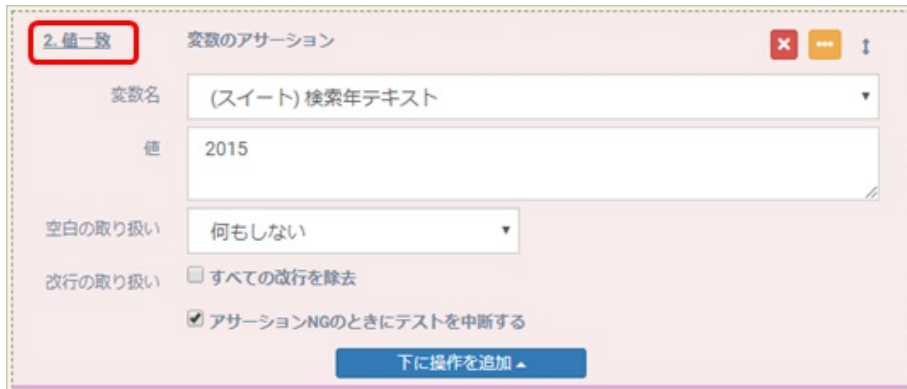 2. 値一致 変数のアサーション
変数名 (スイート) 検索年テキスト
値 2015
空白の取り扱い 何もしない
改行の取り扱い すべての改行を除去
アサーションNGのときにテストを中断する
下に操作を追加